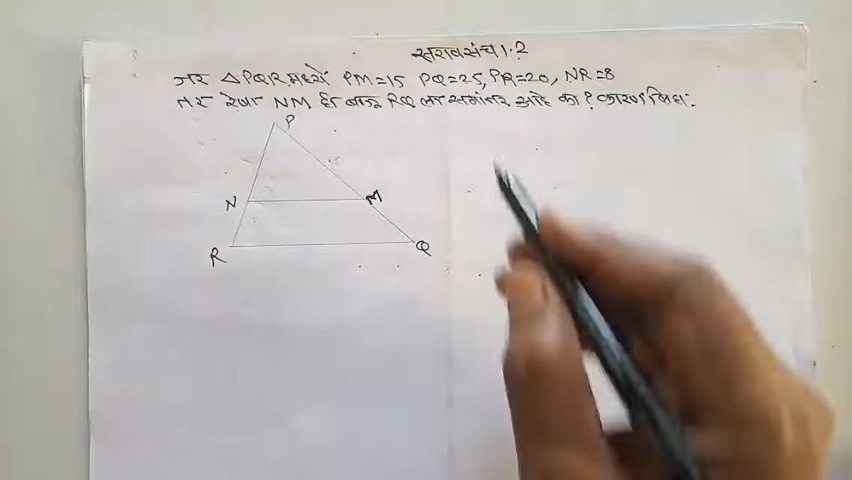 सरावसंच 1.2
जर △PQR मध्ये PM=15 PQ=25, PR=20, NR=8
तर रेषा NM ही बाजू RQ ला समांतर आहे का? कारण लिहा.
P
N M
R Q